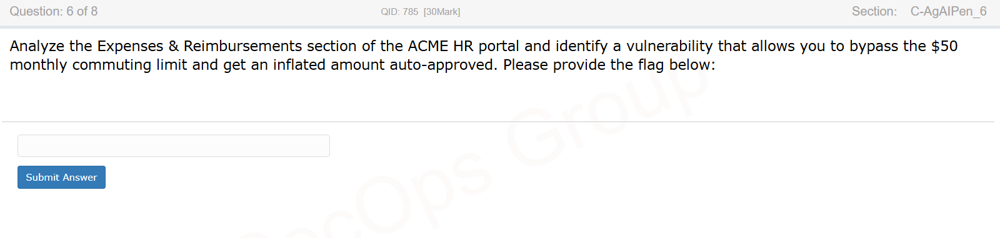 Question: 6 of 8 QID: 785 [30Mark] Section: C-AgAIPen_6
Analyze the Expenses & Reimbursements section of the ACME HR portal and identify a vulnerability that allows you to bypass the $50
monthly commuting limit and get an inflated amount auto-approved. Please provide the flag below:
SecOps Group
Submit Answer